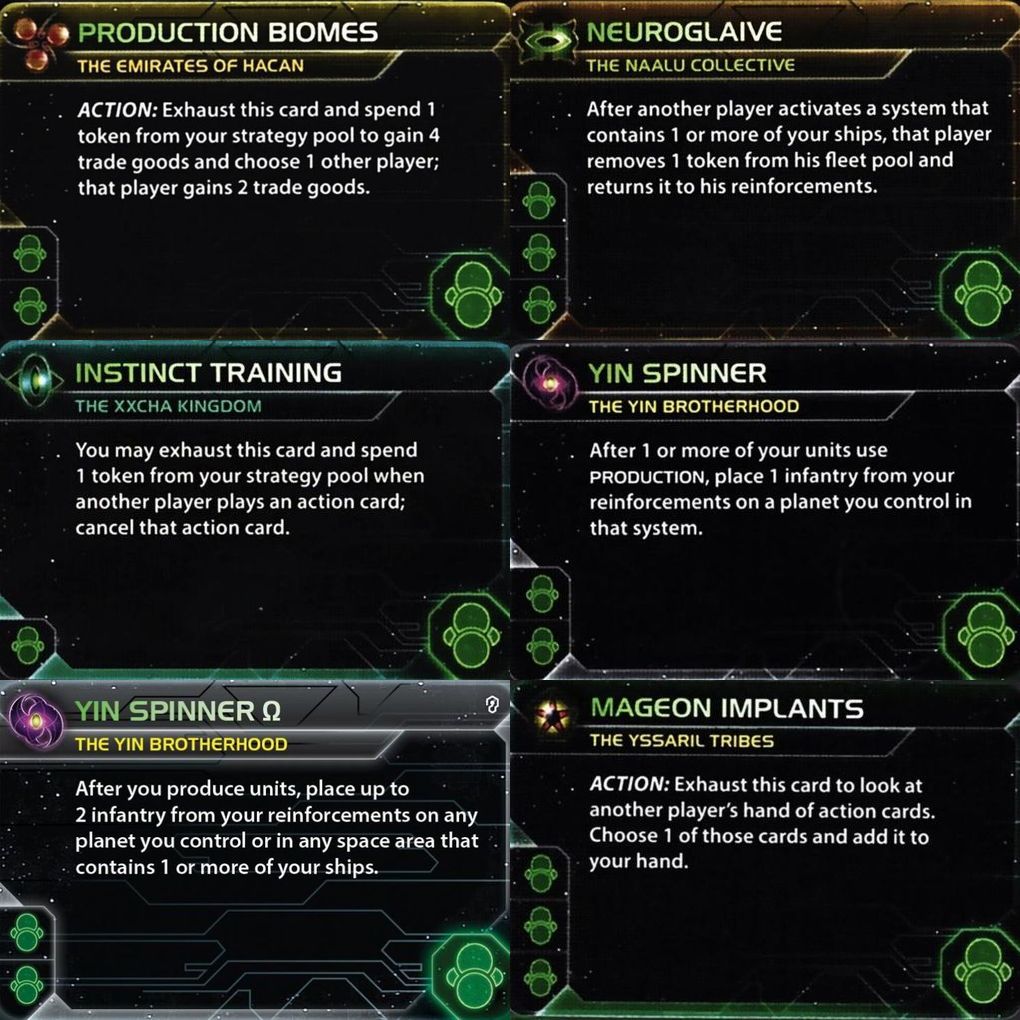 PRODUCTION BIOMES
THE EMIRATES OF HACAN
ACTION: Exhaust this card and spend 1
token from your strategy pool to gain 4
trade goods and choose 1 other player;
that player gains 2 trade goods.
NEUROGLAIVE
THE NAALU COLLECTIVE
After another player activates a system that
contains 1 or more of your ships, that player
removes 1 token from his fleet pool and
returns it to his reinforcements.
INSTINCT TRAINING
THE XXCHA KINGDOM
You may exhaust this card and spend
1 token from your strategy pool when
another player plays an action card;
cancel that action card.
YIN SPINNER
THE YIN BROTHERHOOD
After 1 or more of your units use
PRODUCTION, place 1 infantry from your
reinforcements on a planet you control in
that system.
YIN SPINNER Ω
THE YIN BROTHERHOOD
After you produce units, place up to
2 infantry from your reinforcements on any
planet you control or in any space area that
contains 1 or more of your ships.
MAGEON IMPLANTS
THE YSSARIL TRIBES
ACTION: Exhaust this card to look at
another player's hand of action cards.
Choose 1 of those cards and add it to
your hand.